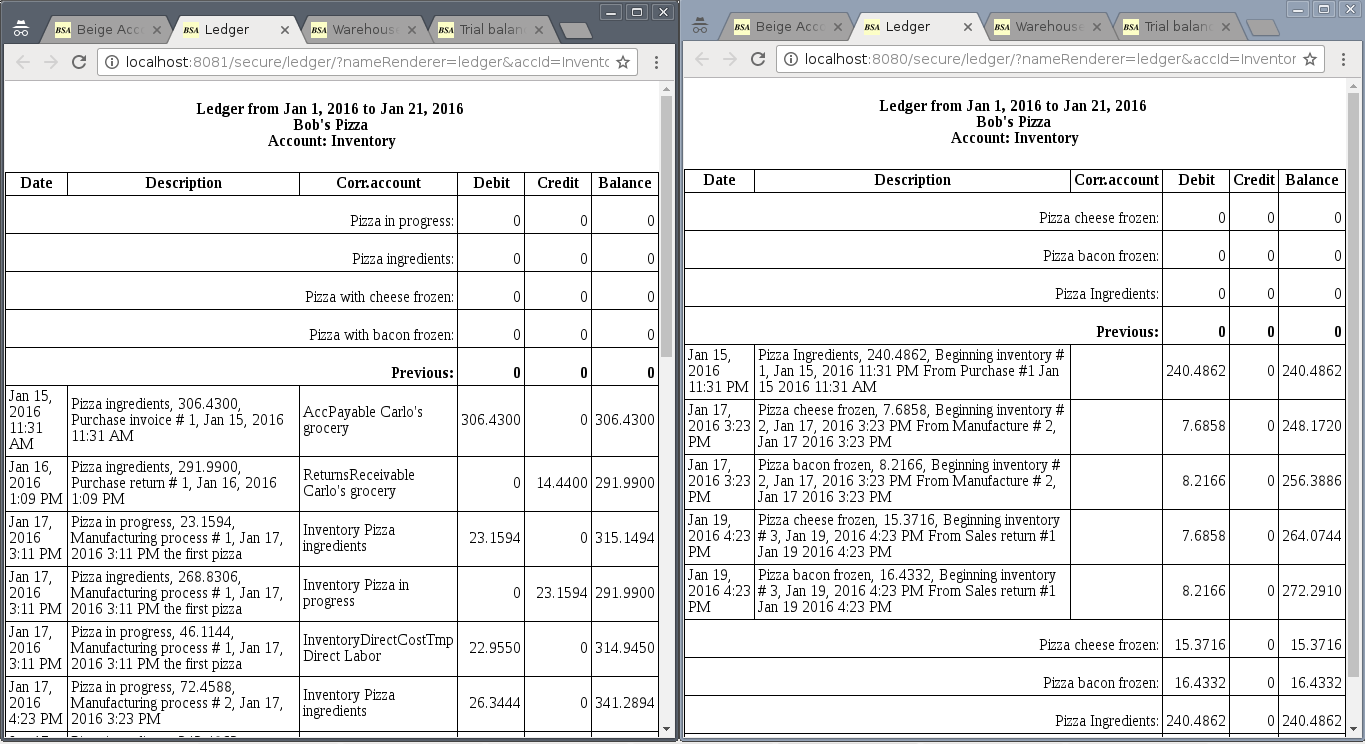 Beige Acc
Ledger
Warehouse
Trial balan
localhost:8081/secure/ledger/?nameRenderer=ledger&accId=Invento
Ledger from Jan 1, 2016 to Jan 21, 2016
Bob's Pizza
Account: Inventory
Date Description Corr.account Debit Credit Balance
Pizza in progress: 0 0 0
Pizza ingredients: 0 0 0
Pizza with cheese frozen: 0 0 0
Pizza with bacon frozen: 0 0 0
Previous: 0 0 0
Jan 15,
2016
11:31
AM
Pizza ingredients, 306.4300,
Purchase invoice # 1, Jan 15, 2016
11:31 AM
AccPayable Carlo's
grocery
306.4300 0 306.4300
Jan 16,
2016
1:09 PM
Pizza ingredients, 291.9900,
Purchase return # 1, Jan 16, 2016
1:09 PM
ReturnsReceivable
Carlo's grocery
0 14.4400 291.9900
Jan 17,
2016
3:11 PM
Pizza in progress, 23.1594,
Manufacturing process # 1, Jan 17,
2016 3:11 PM the first pizza
Inventory Pizza
ingredients
23.1594 0 315.1494
Jan 17,
2016
3:11 PM
Pizza ingredients, 268.8306,
Manufacturing process # 1, Jan 17,
2016 3:11 PM the first pizza
Inventory Pizza in
progress
0 23.1594 291.9900
Jan 17,
2016
3:11 PM
Pizza in progress, 46.1144,
Manufacturing process # 1, Jan 17,
2016 3:11 PM the first pizza
InventoryDirectCostTmp
Direct Labor
22.9550 0 314.9450
Jan 17,
2016
4:23 PM
Pizza in progress, 72.4588,
Manufacturing process # 2, Jan 17,
2016 3:23 PM
Inventory Pizza
ingredients
26.3444 0 341.2894
Beige Acc
Ledger
Warehouse
Trial balan
localhost:8080/secure/ledger/?nameRenderer=ledger&accId=Inventor
Ledger from Jan 1, 2016 to Jan 21, 2016
Bob's Pizza
Account: Inventory
Date Description Corr.account Debit Credit Balance
Pizza cheese frozen: 0 0 0
Pizza bacon frozen: 0 0 0
Pizza Ingredients: 0 0 0
Previous: 0 0 0
Jan 15,
2016
11:31 PM
Pizza Ingredients, 240.4862, Beginning inventory #
1, Jan 15, 2016 11:31 PM From Purchase #1 Jan
15 2016 11:31 AM
240.4862 0 240.4862
Jan 17,
2016 3:23
PM
Pizza cheese frozen, 7.6858, Beginning inventory #
2, Jan 17, 2016 3:23 PM From Manufacture # 2,
Jan 17 2016 3:23 PM
7.6858 0 248.1720
Jan 17,
2016 3:23
PM
Pizza bacon frozen, 8.2166, Beginning inventory #
2, Jan 17, 2016 3:23 PM From Manufacture # 2,
Jan 17 2016 3:23 PM
8.2166 0 256.3886
Jan 19,
2016 4:23
PM
Pizza cheese frozen, 15.3716, Beginning inventory
# 3, Jan 19, 2016 4:23 PM From Sales return #1
Jan 19 2016 4:23 PM
7.6858 0 264.0744
Jan 19,
2016 4:23
PM
Pizza bacon frozen, 16.4332, Beginning inventory
# 3, Jan 19, 2016 4:23 PM From Sales return #1
Jan 19 2016 4:23 PM
8.2166 0 272.2910
Pizza cheese frozen: 15.3716 0 15.3716
Pizza bacon frozen: 16.4332 0 16.4332
Pizza Ingredients: 240.4862 0 240.4862